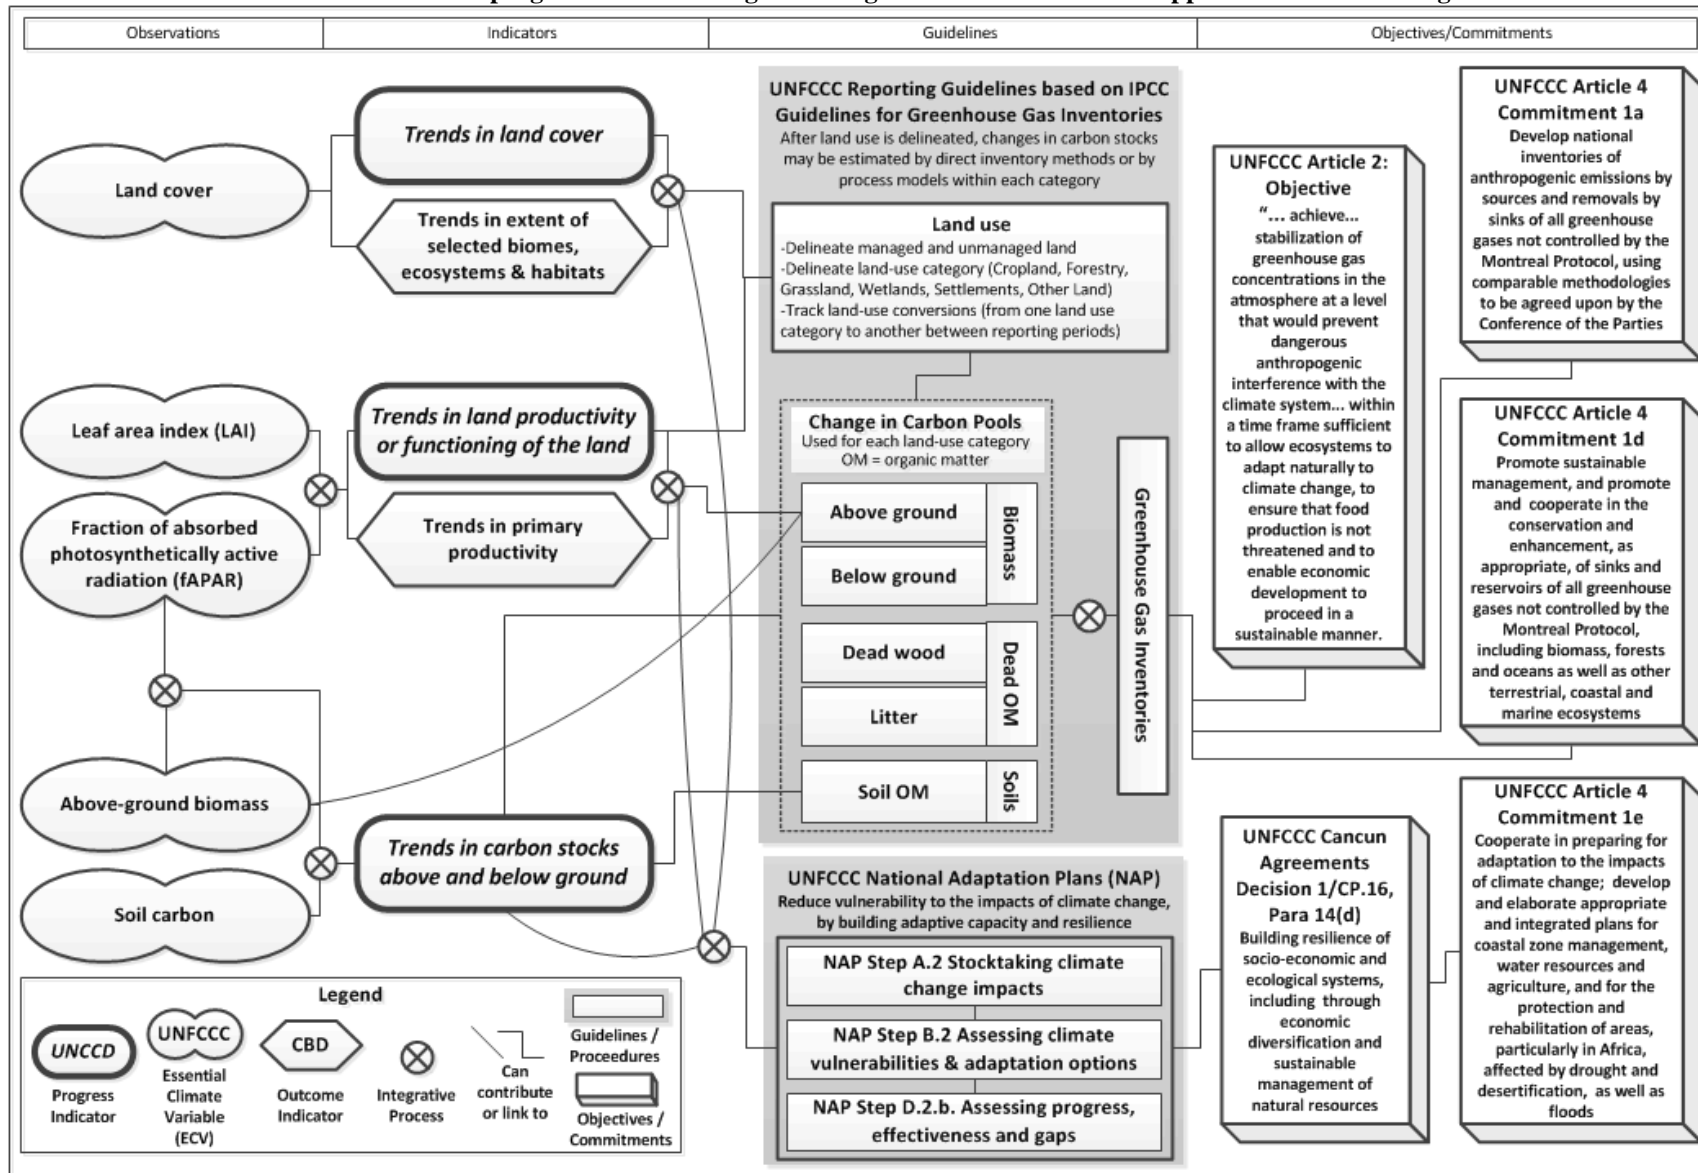 Observations
Indicators
Guidelines
Objectives/Commitments
Land cover
Leaf area index (LAI)
Fraction of absorbed
photosynthetically active
radiation (fAPAR)
Above-ground biomass
Soil carbon
Trends in land cover
Trends in extent of
selected biomes,
ecosystems & habitats
Trends in land productivity
or functioning of the land
Trends in primary
productivity
Trends in carbon stocks
above and below ground
UNFCCC Reporting Guidelines based on IPCC
Guidelines for Greenhouse Gas Inventories
After land use is delineated, changes in carbon stocks
may be estimated by direct inventory methods or by
process models within each category
Land use
-Delineate managed and unmanaged land
-Delineate land-use category (Cropland, Forestry,
Grassland, Wetlands, Settlements, Other Land)
-Track land-use conversions (from one land use
category to another between reporting periods)
Change in Carbon Pools
Used for each land-use category
OM = organic matter
Above ground
Below ground
Biomass
Dead wood
Litter
Dead OM
Soil OM
Soils
Greenhouse Gas Inventories
UNFCCC National Adaptation Plans (NAP)
Reduce vulnerability to the impacts of climate change,
by building adaptive capacity and resilience
NAP Step A.2 Stocktaking climate
change impacts
NAP Step B.2 Assessing climate
vulnerabilities & adaptation options
NAP Step D.2.b. Assessing progress,
effectiveness and gaps
UNFCCC Article 2:
Objective
"... achieve...
stabilization of
greenhouse gas
concentrations in the
atmosphere at a level
that would prevent
dangerous
anthropogenic
interference with the
climate system... within
a time frame sufficient
to allow ecosystems to
adapt naturally to
climate change, to
ensure that food
production is not
threatened and to
enable economic
development to
proceed in a
sustainable manner.
UNFCCC Cancun
Agreements
Decision 1/CP.16,
Para 14(d)
Building resilience of
socio-economic and
ecological systems,
including through
economic
diversification and
sustainable
management of
natural resources
UNFCCC Article 4
Commitment 1a
Develop national
inventories of
anthropogenic emissions by
sources and removals by
sinks of all greenhouse
gases not controlled by the
Montreal Protocol, using
comparable methodologies
to be agreed upon by the
Conference of the Parties
UNFCCC Article 4
Commitment 1d
Promote sustainable
management, and promote
and cooperate in the
conservation and
enhancement, as
appropriate, of sinks and
reservoirs of all greenhouse
gases not controlled by the
Montreal Protocol,
including biomass, forests
and oceans as well as other
terrestrial, coastal and
marine ecosystems
UNFCCC Article 4
Commitment 1e
Cooperate in preparing for
adaptation to the impacts
of climate change; develop
and elaborate appropriate
and integrated plans for
coastal zone management,
water resources and
agriculture, and for the
protection and
rehabilitation of areas,
particularly in Africa,
affected by drought and
desertification, as well as
floods
Legend
UNCCD
Progress
Indicator
UNFCCC
Essential
Climate
Variable
(ECV)
CBD
Outcome
Indicator
Integrative
Process
Can
contribute
or link to
Guidelines /
Proceedures
Objectives /
Commitments